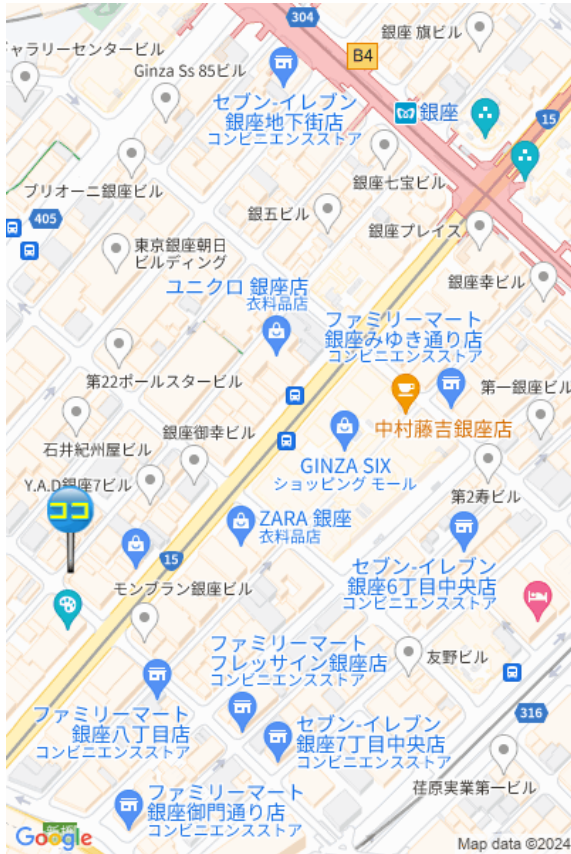 304
銀座 旗ビル
ャラリーセンタービル
B4
Ginza Ss 85ビル
セブン-イレブン
銀座地下街店
コンビニエンスストア
銀座
15
銀座七宝ビル
ブリオーニ銀座ビル
405
銀五ビル
銀座プレイス
東京銀座朝日
ビルディング
銀座幸ビル
ユニクロ 銀座店
衣料品店
ファミリーマート
銀座みゆき通り店
コンビニエンスストア
第22ポールスタービル
第一銀座ビル
中村藤吉銀座店
石井紀州屋ビル
銀座御幸ビル
GINZA SIX
ショッピング モール
Y.A.D銀座7ビル
第2寿ビル
ココ
ZARA 銀座
衣料品店
15
セブン-イレブン
銀座6丁目中央店
コンビニエンスストア
モンブラン銀座ビル
ファミリーマート
フレッサイン銀座店
コンビニエンスストア
友野ビル
ファミリーマート
銀座八丁目店
コンビニエンスストア
316
セブン-イレブン
銀座7丁目中央店
コンビニエンスストア
荏原実業第一ビル
ファミリーマート
銀座御門通り店
コンビニエンスストア
Google
Map data ©2024